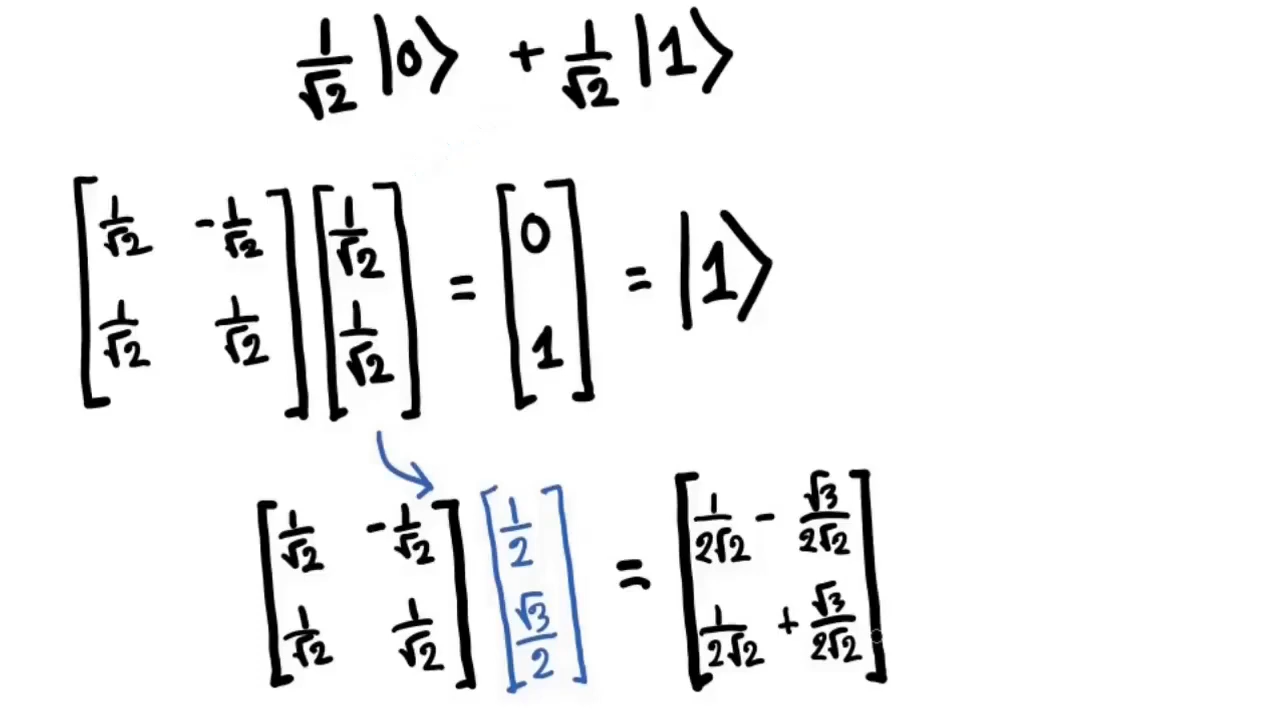 1/√2 |0⟩ + 1/√2 |1⟩
[1/√2 -1/√2; 1/√2 1/√2] [1/√2; 1/√2] = [0; 1] = |1⟩
[1/√2 -1/√2; 1/√2 1/√2] [1/2; √3/2] = [1/2√2 - √3/2√2; 1/2√2 + √3/2√2]